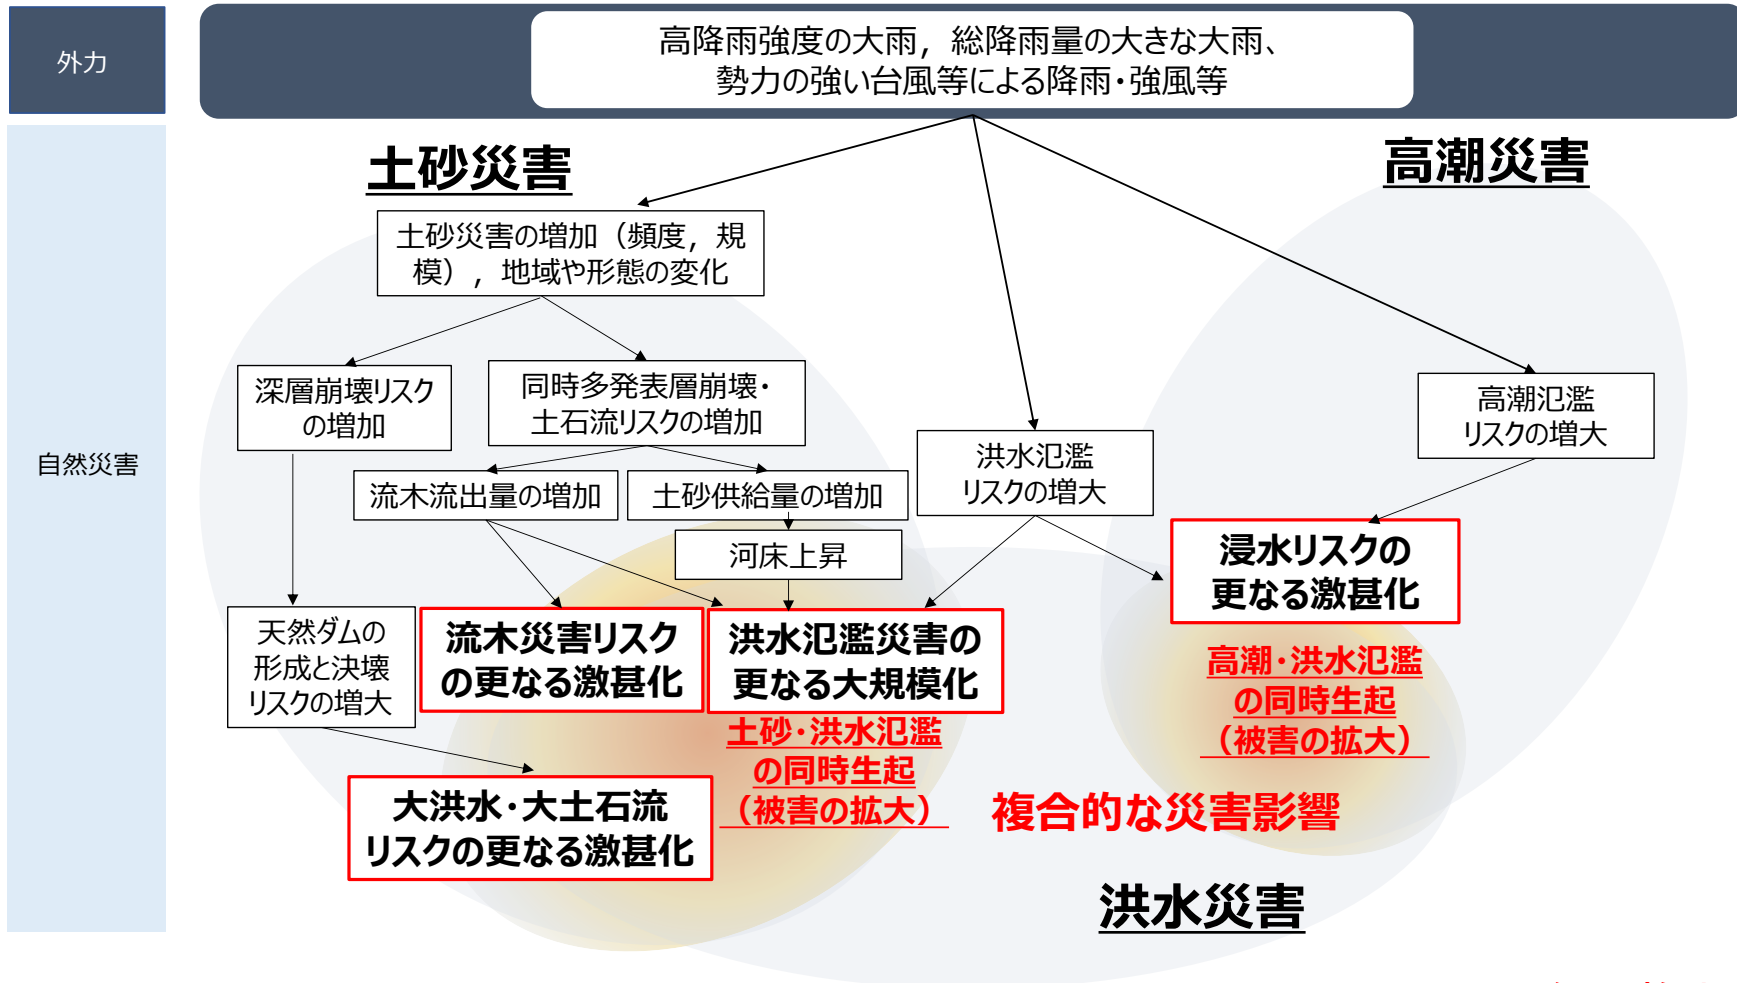 外力
高降雨強度の大雨，総降雨量の大きな大雨、
勢力の強い台風等による降雨・強風等
自然災害
土砂災害
高潮災害
土砂災害の増加（頻度，規
模），地域や形態の変化
深層崩壊リスク
の増加
同時多発表層崩壊・
土石流リスクの増加
高潮氾濫
リスクの増大
洪水氾濫
リスクの増大
流木流出量の増加
土砂供給量の増加
河床上昇
浸水リスクの
更なる激甚化
天然ダムの
形成と決壊
リスクの増大
流木災害リスク
の更なる激甚化
洪水氾濫災害の
更なる大規模化
高潮・洪水氾濫
の同時生起
（被害の拡大）
土砂・洪水氾濫
の同時生起
（被害の拡大）
大洪水・大土石流
リスクの更なる激甚化
複合的な災害影響
洪水災害